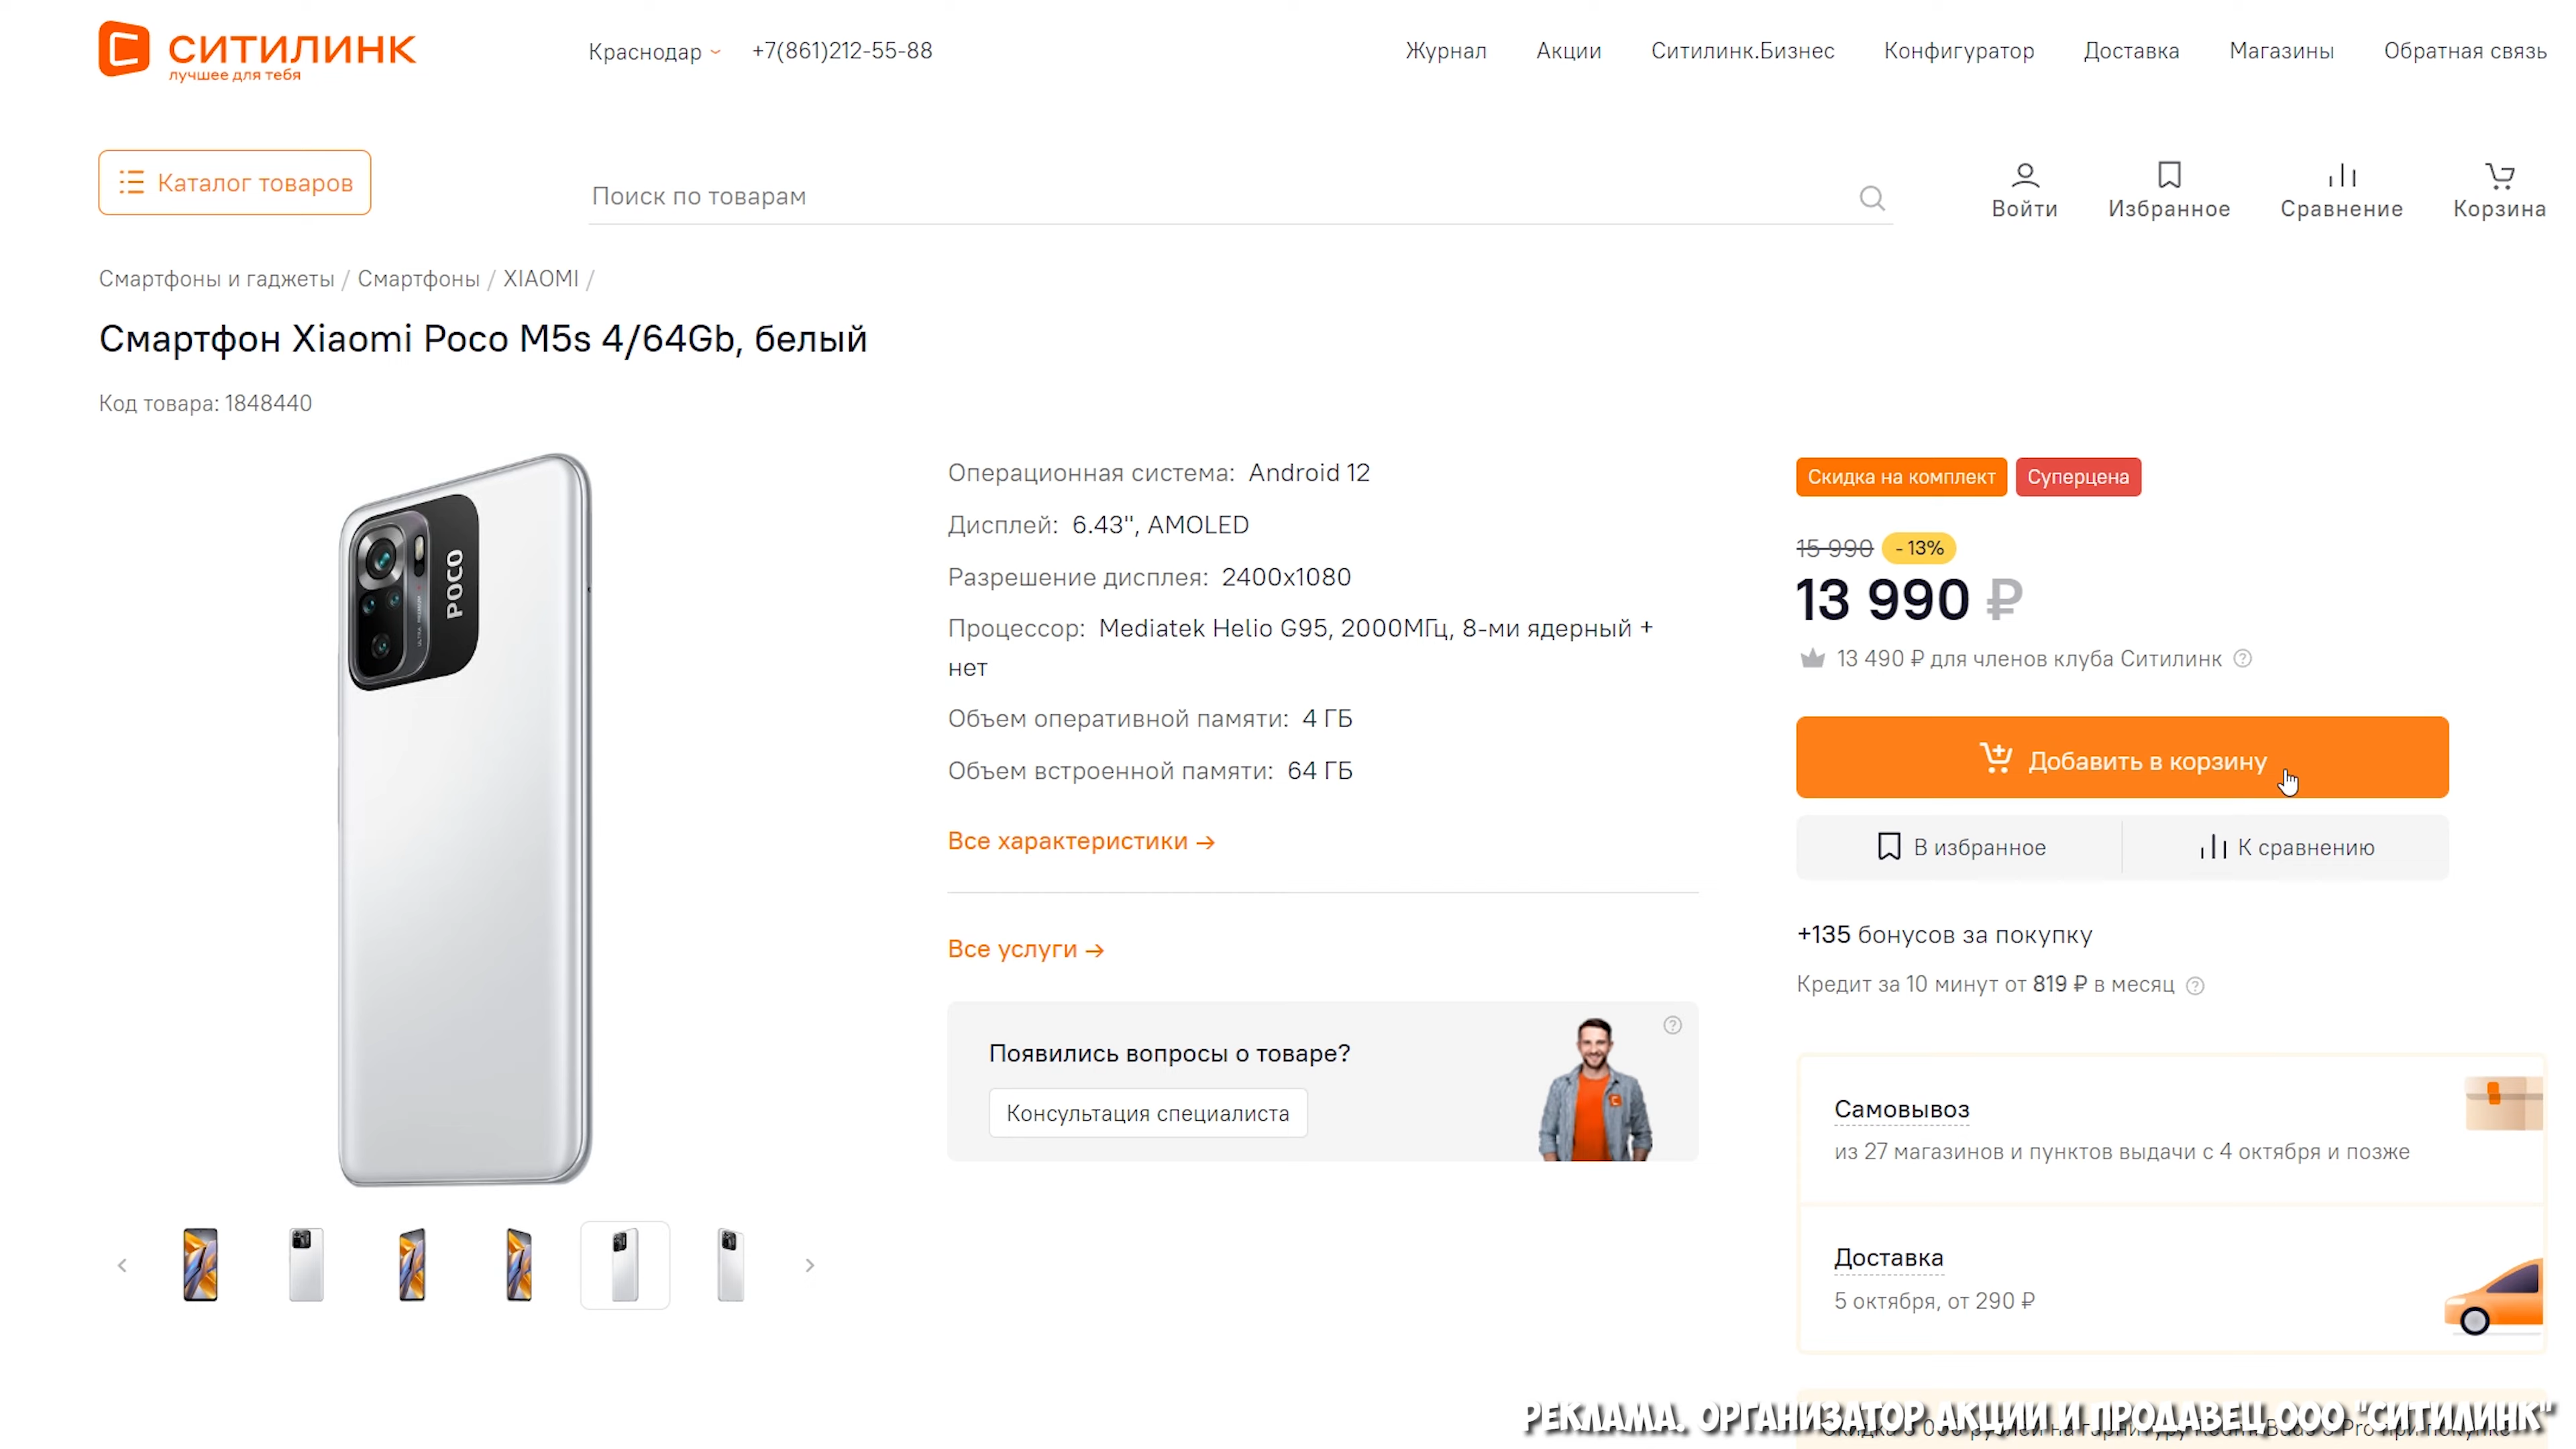 СИТИЛИНК
лучшее для тебя
Краснодар
+7(861)212-55-88
Журнал
Акции
Ситилинк.Бизнес
Конфигуратор
Доставка
Магазины
Обратная связь
Каталог товаров
Поиск по товарам
Войти
Избранное
Сравнение
Корзина
Смартфоны и гаджеты / Смартфоны / XIAOMI /
Смартфон Xiaomi Poco M5s 4/64Gb, белый
Код товара: 1848440
POCO
Операционная система: Android 12
Дисплей: 6.43", AMOLED
Разрешение дисплея: 2400x1080
Процессор: Mediatek Helio G95, 2000МГц, 8-ми ядерный +
нет
Объем оперативной памяти: 4 ГБ
Объем встроенной памяти: 64 ГБ
Все характеристики →
Все услуги →
Появились вопросы о товаре?
Консультация специалиста
Скидка на комплект
Суперцена
15 990
- 13%
13 990 ₽
13 490 ₽ для членов клуба Ситилинк
Добавить в корзину
В избранное
К сравнению
+135 бонусов за покупку
Кредит за 10 минут от 819 ₽ в месяц
Самовывоз
из 27 магазинов и пунктов выдачи с 4 октября и позже
Доставка
5 октября, от 290 ₽
РЕКЛАМА. ОРГАНИЗАТОР АКЦИИ И ПРОДАВЕЦ ООО "СИТИЛИНК"